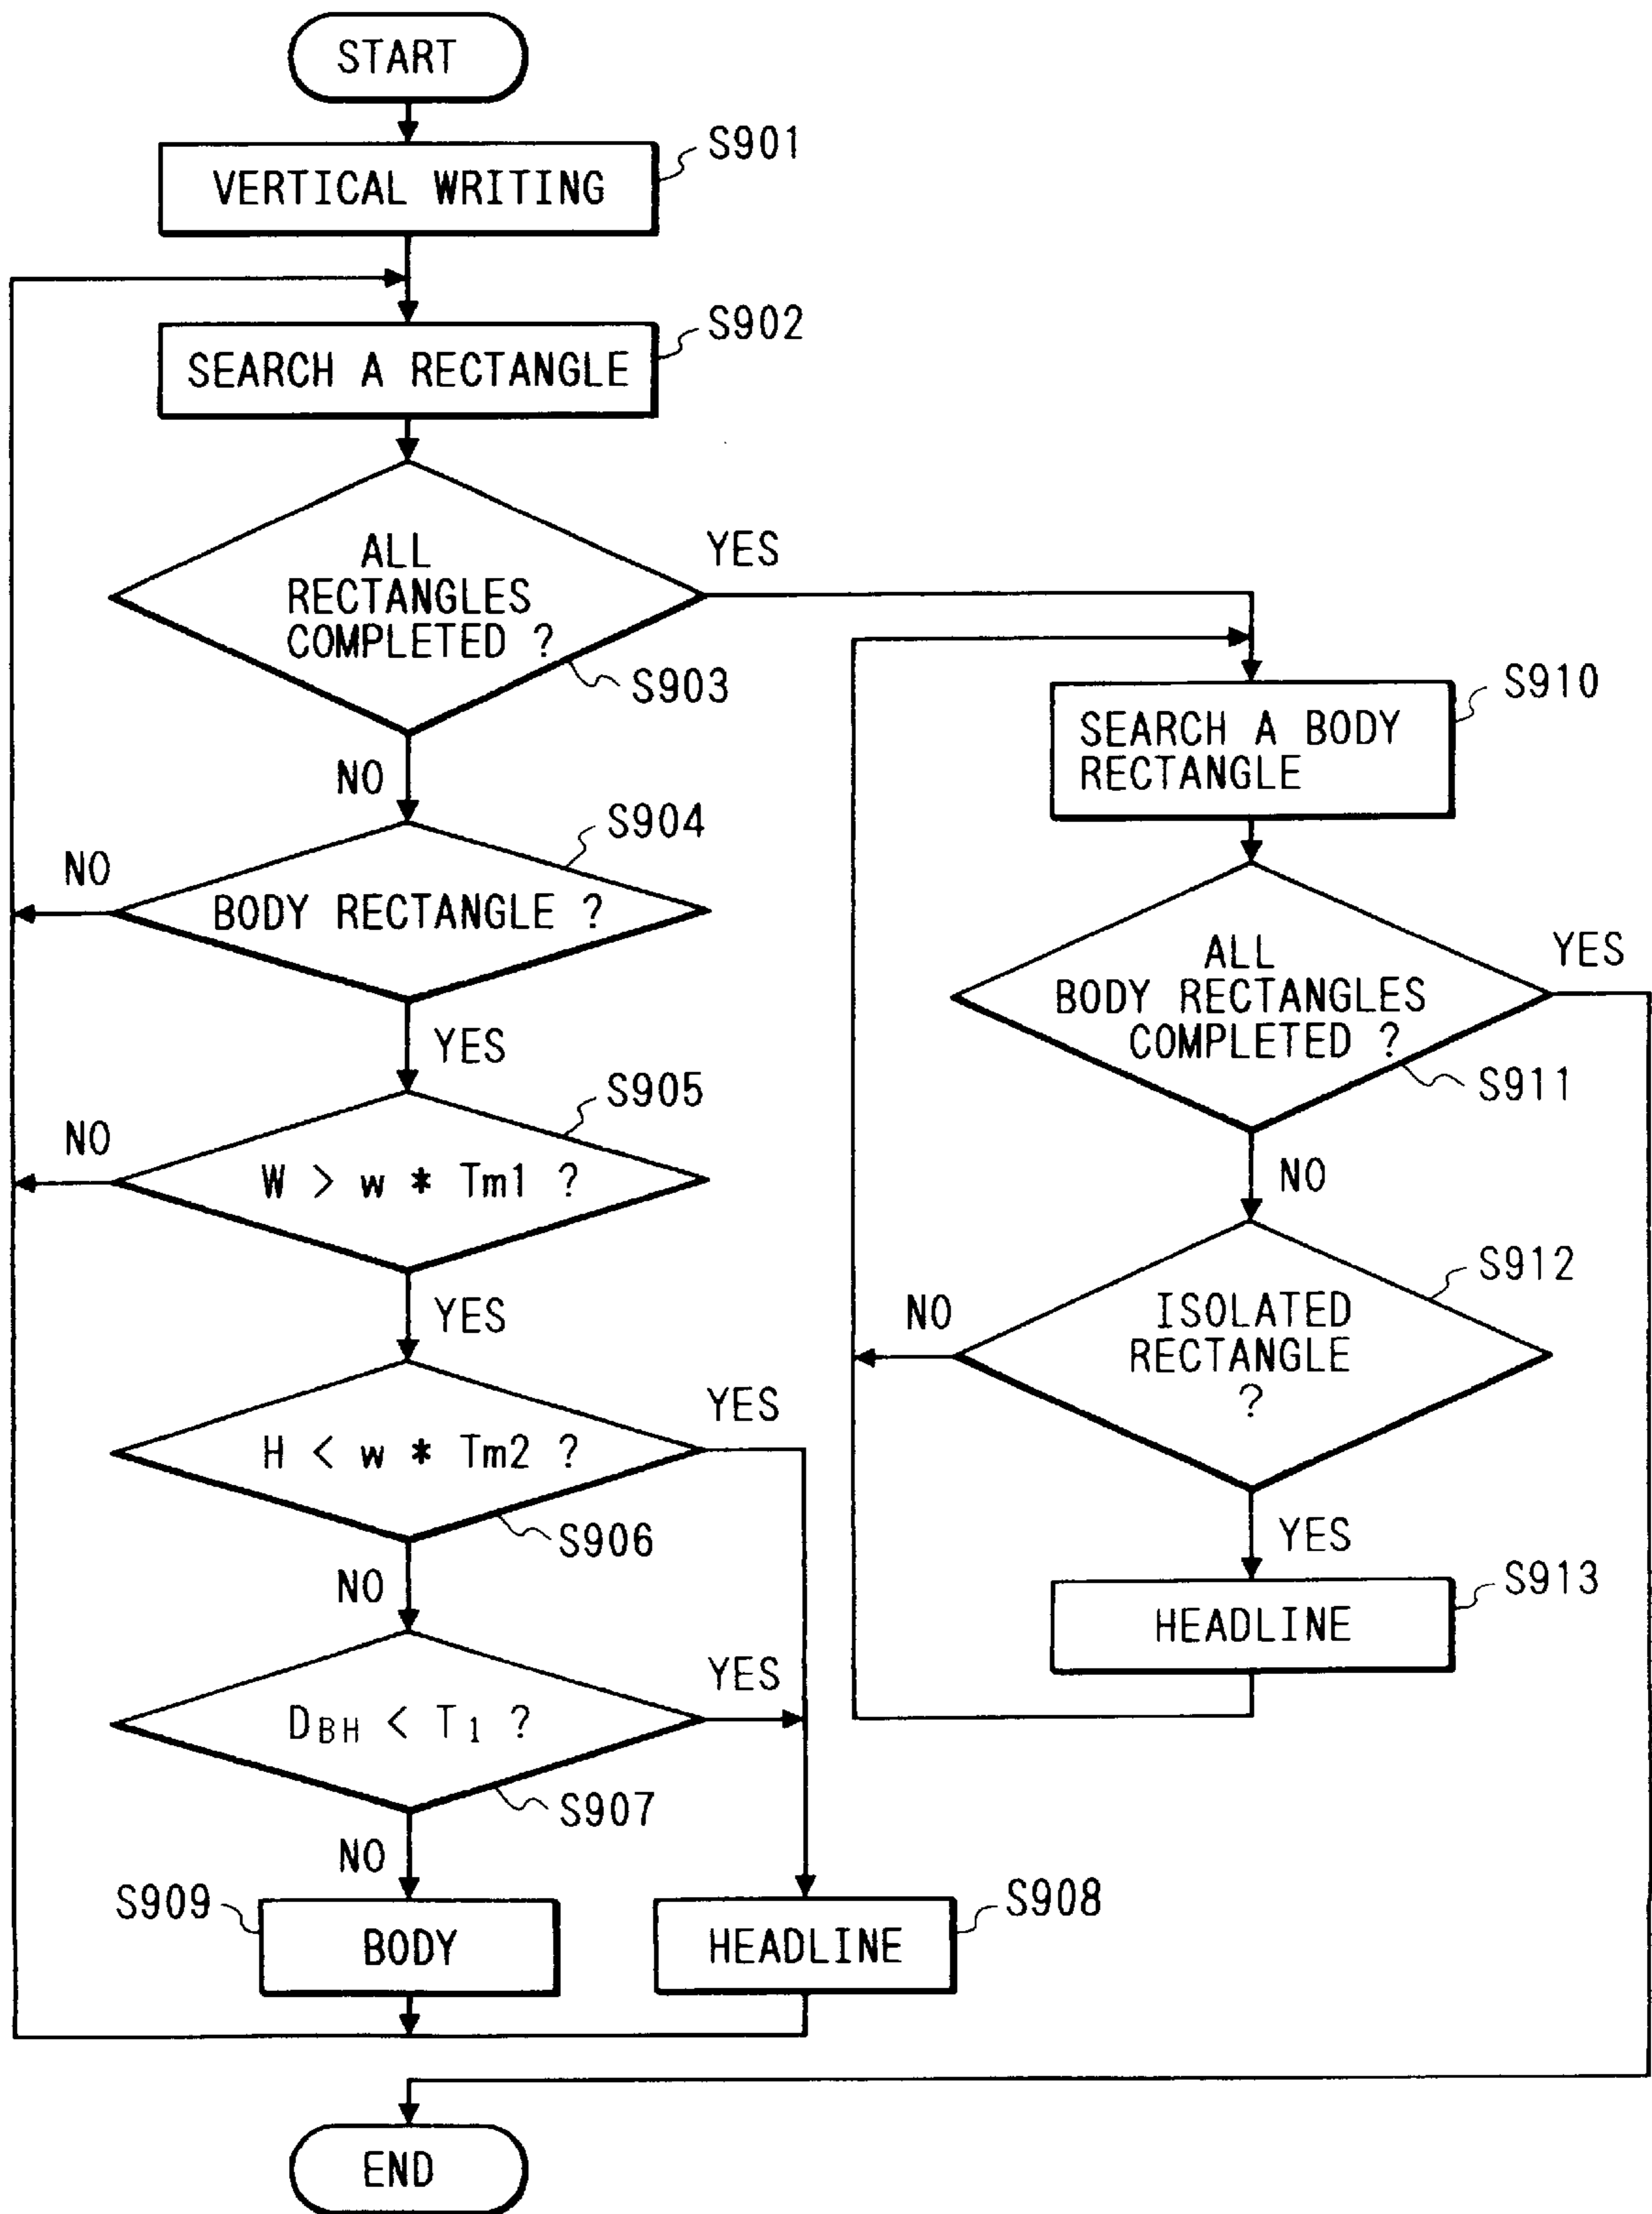 START
S901
VERTICAL WRITING
S902
SEARCH A RECTANGLE
ALL
RECTANGLES
COMPLETED ?
YES
S903
NO
S904
BODY RECTANGLE ?
NO
YES
S905
W > w * Tm1 ?
NO
YES
H < w * Tm2 ?
YES
S906
NO
DBH < T1 ?
YES
S907
NO
S909
BODY
S908
HEADLINE
S910
SEARCH A BODY
RECTANGLE
ALL
BODY RECTANGLES
COMPLETED ?
YES
S911
NO
S912
ISOLATED
RECTANGLE
?
NO
YES
S913
HEADLINE
END